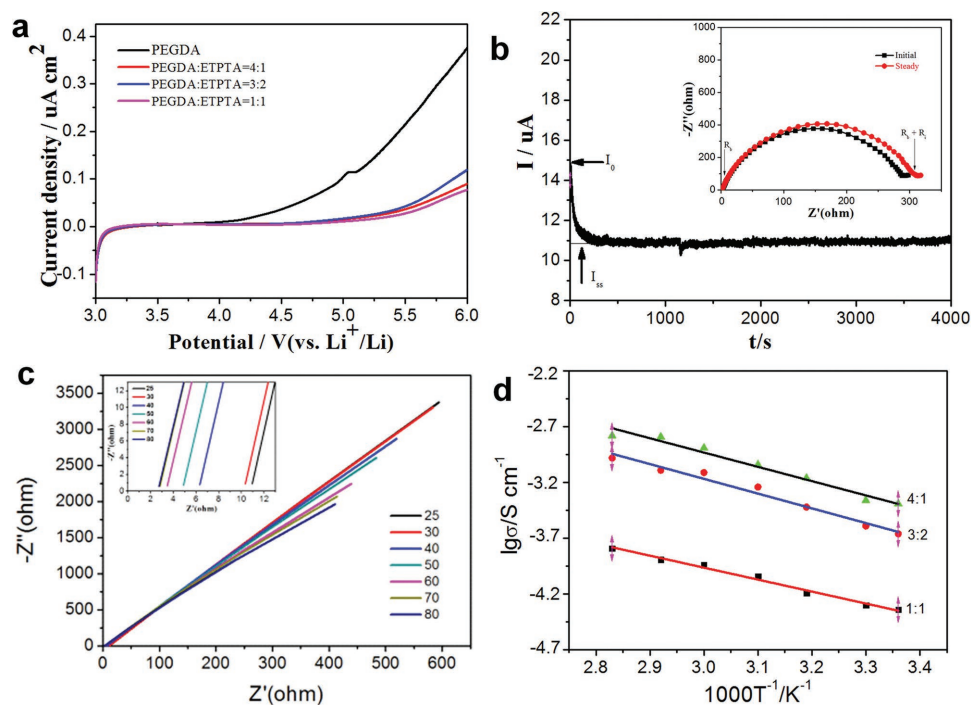 a
Current density / uA cm²
0.4
0.3
0.2
0.1
0.0
-0.1
PEGDA
PEGDA:ETPTA=4:1
PEGDA:ETPTA=3:2
PEGDA:ETPTA=1:1
3.0 3.5 4.0 4.5 5.0 5.5 6.0
Potential / V(vs. Li⁺/Li)
b
I / uA
22
20
18
16
14
12
10
8
I₀
Iss
0 1000 2000 3000 4000
t/s
-Z''(ohm)
1000
800
600
400
200
0
Initial
Steady
R_b + R_i
0 100 200 300
Z'(ohm)
c
-Z''(ohm)
3500
3000
2500
2000
1500
1000
500
0
25
30
40
50
60
70
80
0 100 200 300 400 500 600
Z'(ohm)
-Z''(ohm)
12
10
8
6
4
2
0
25
30
40
50
60
70
80
0 2 4 6 8 10 12
Z'(ohm)
d
lgσ/S cm⁻¹
-2.2
-2.7
-3.2
-3.7
-4.2
-4.7
4:1
3:2
1:1
2.8 2.9 3.0 3.1 3.2 3.3 3.4
1000T⁻¹/K⁻¹